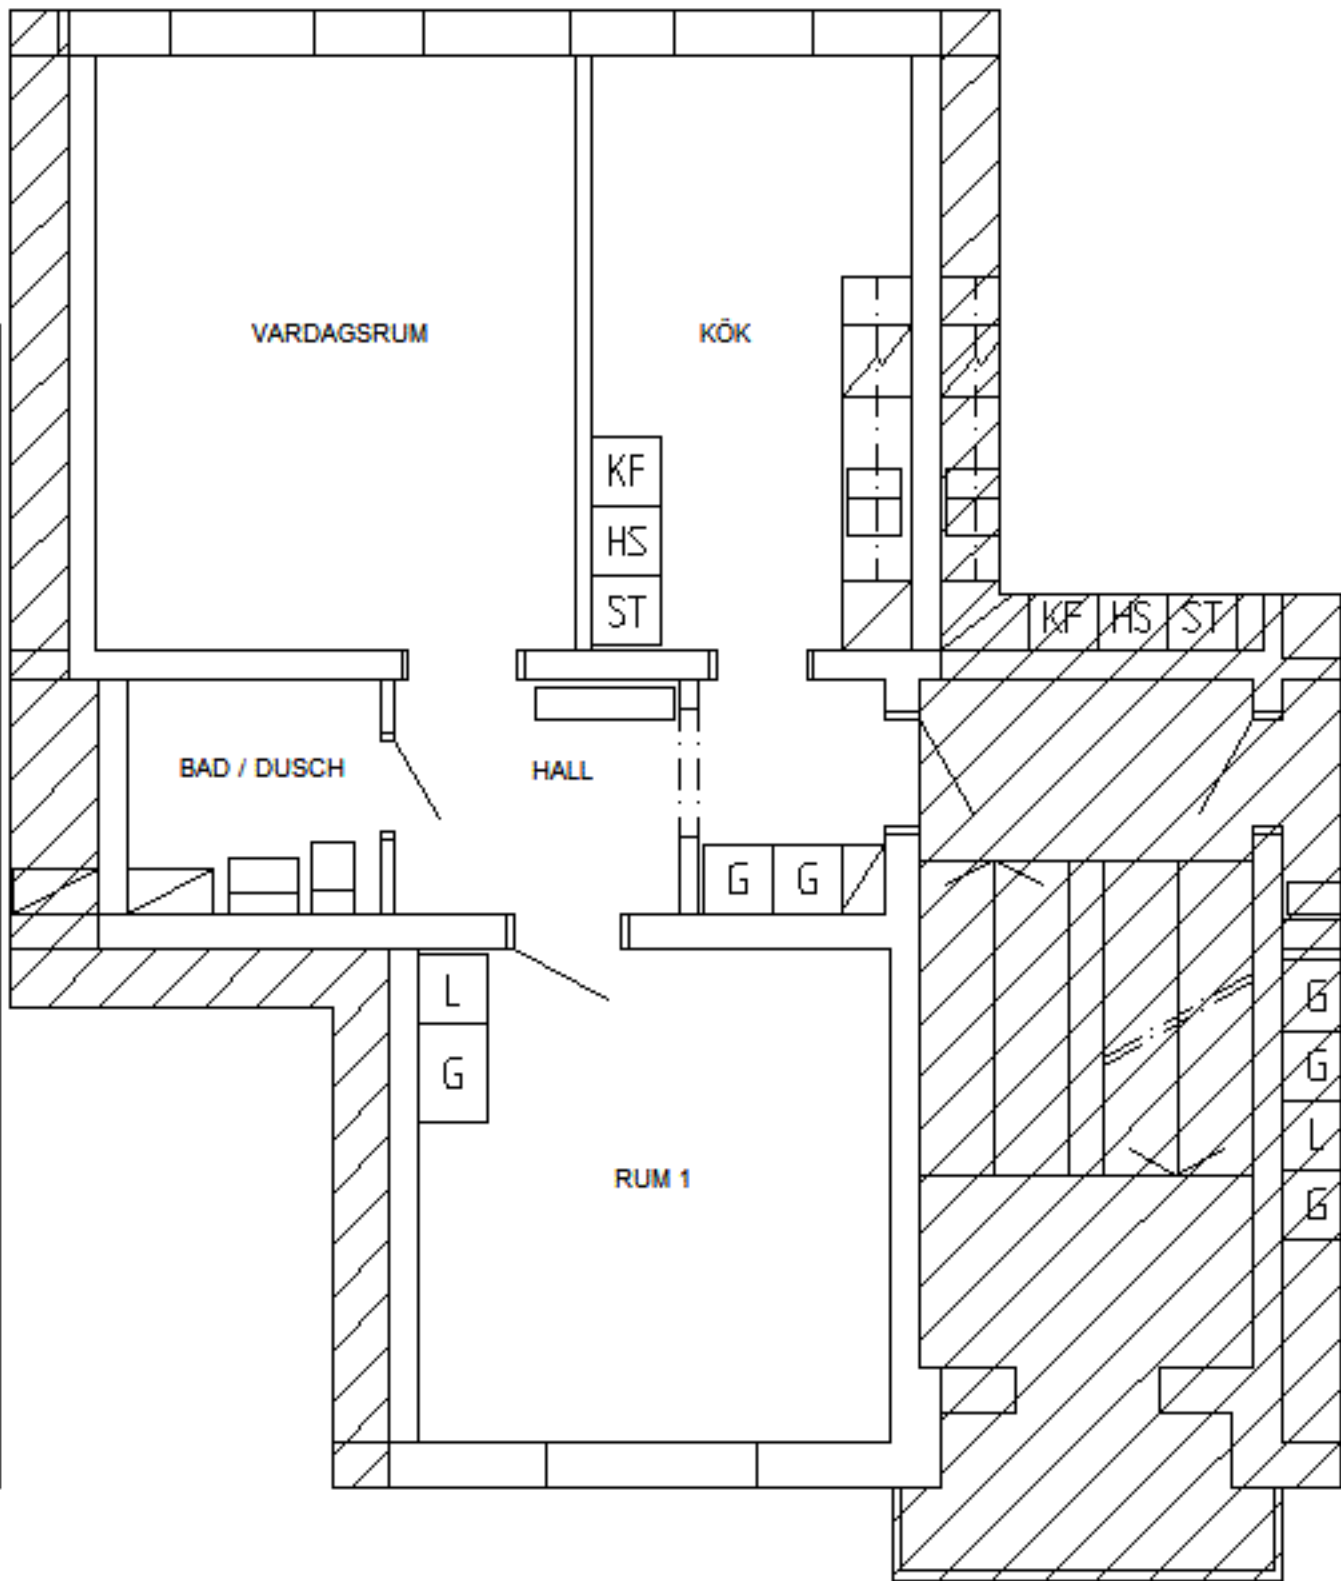 VARDAGSRUM
KÖK
KF
HS
ST
KF HS ST
BAD / DUSCH
HALL
G G
L
G
RUM 1
G
G
L
G